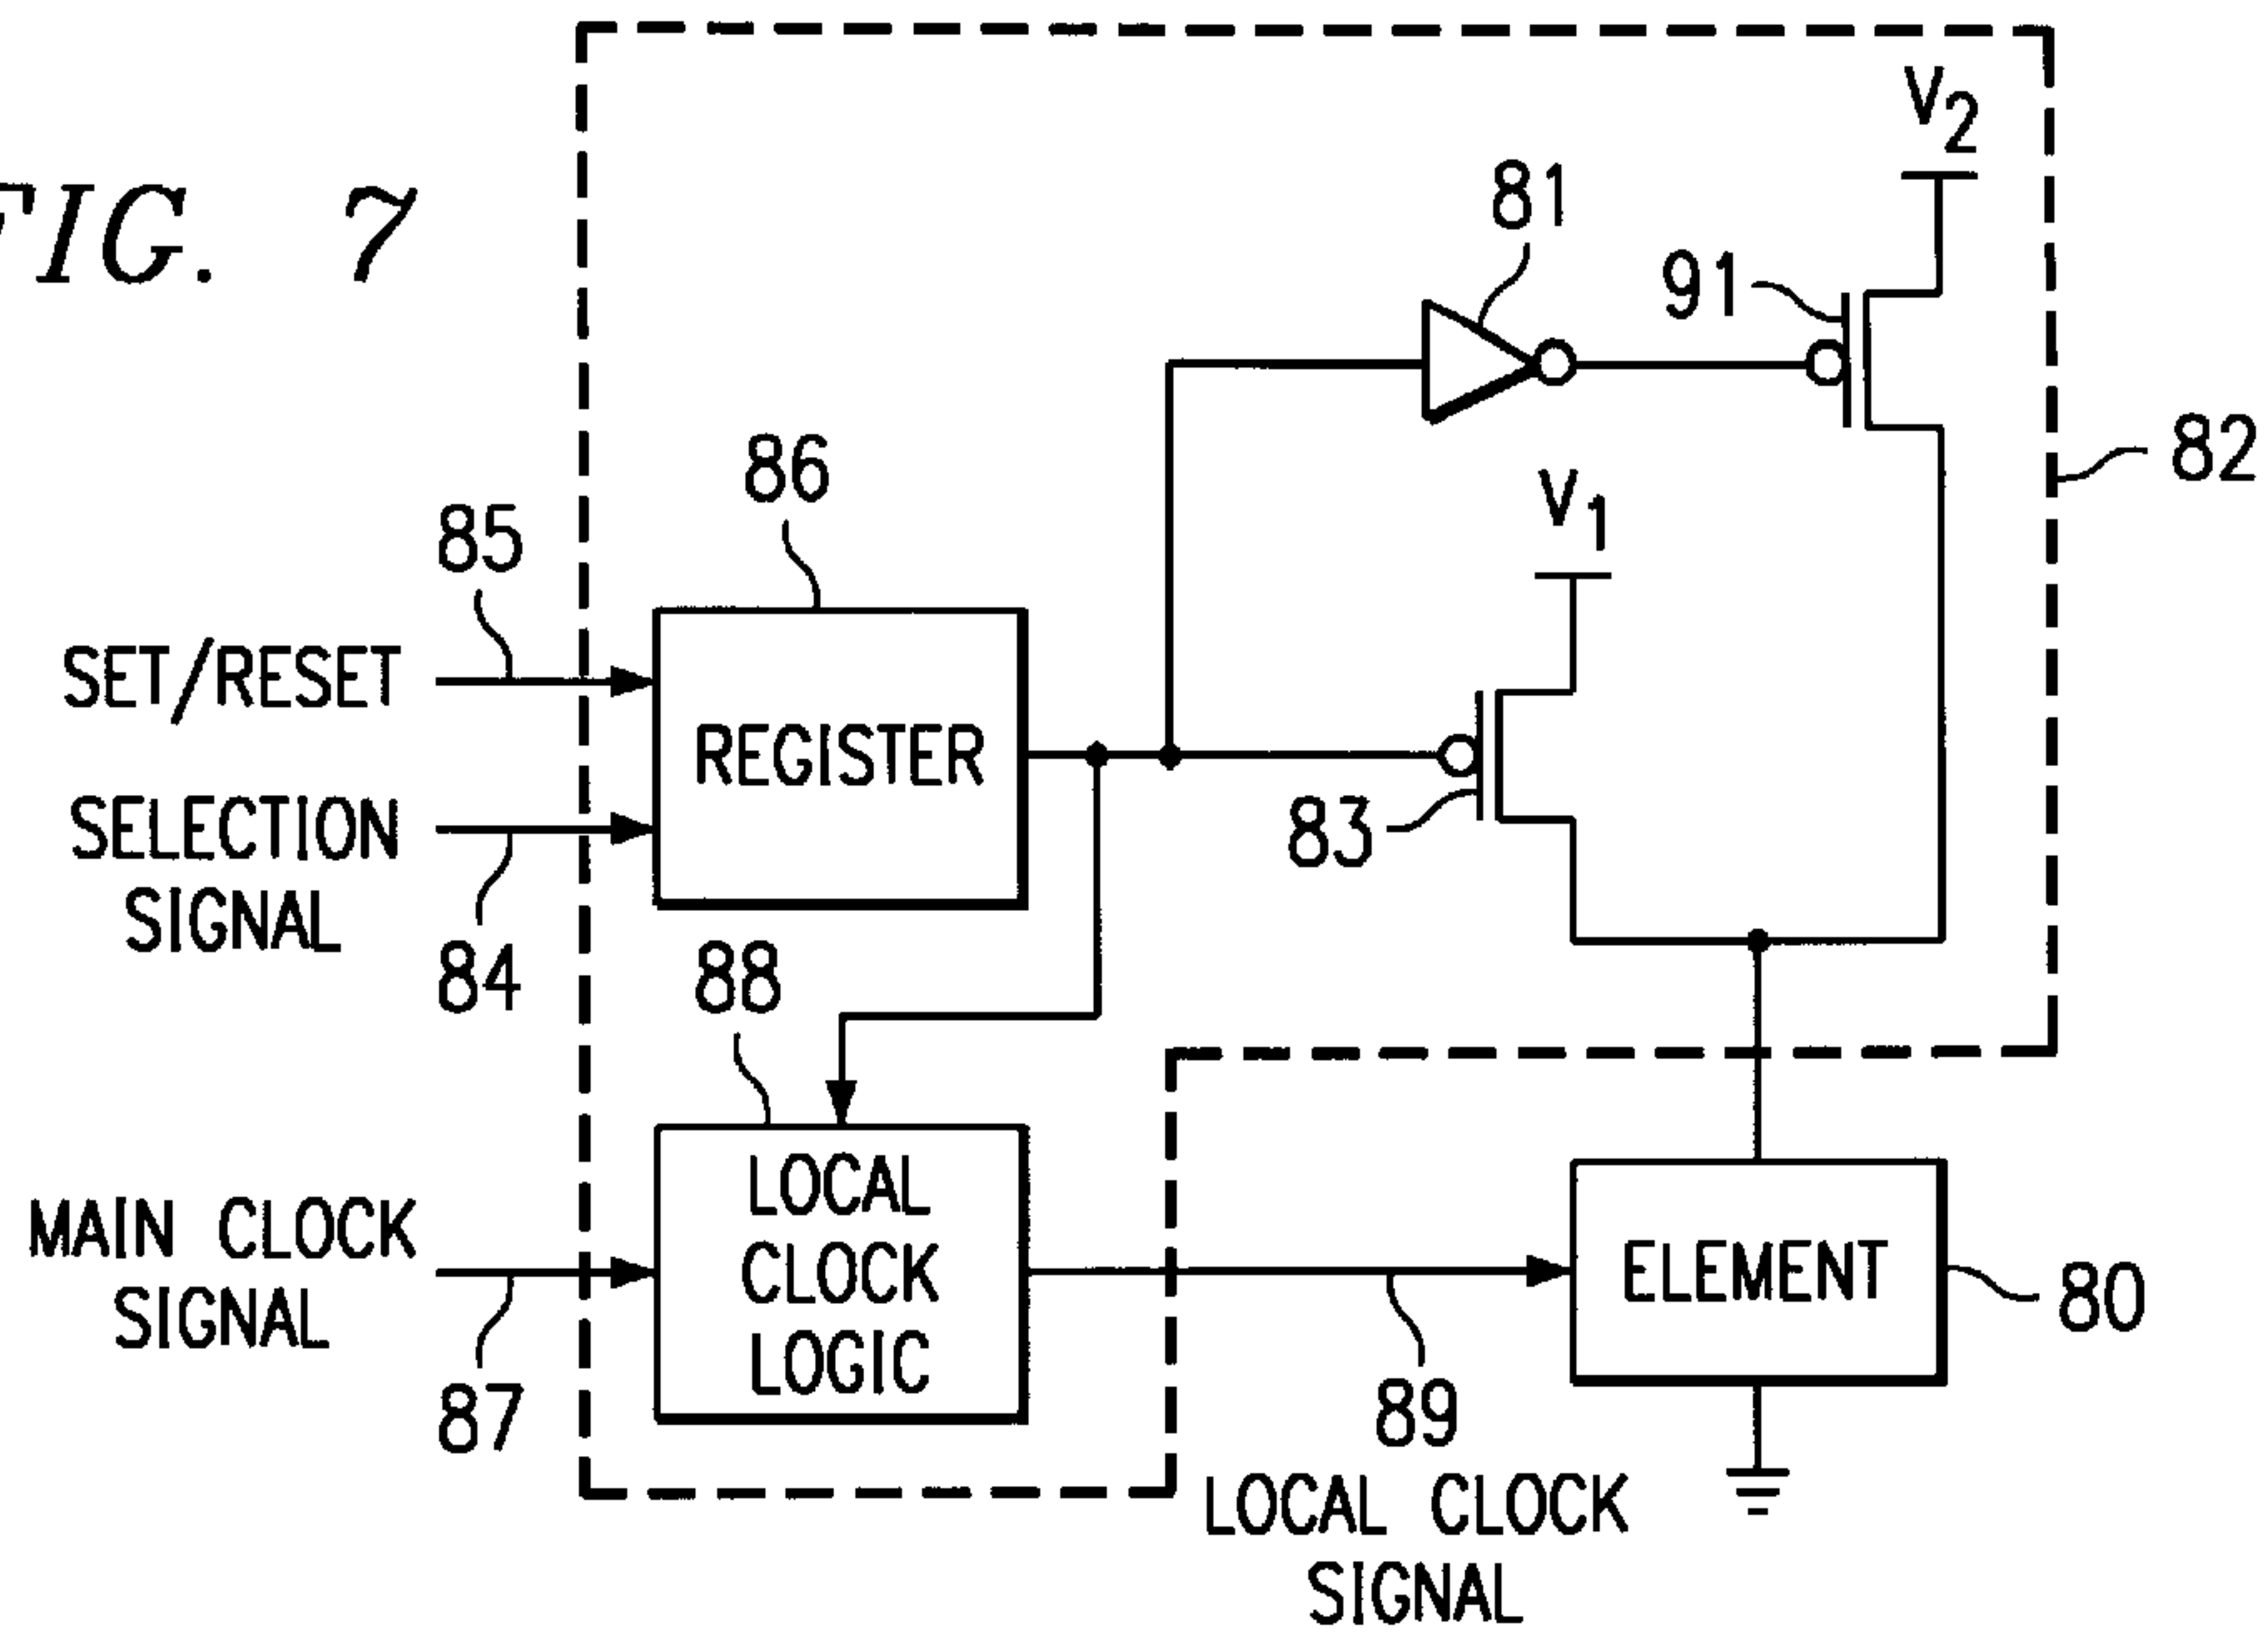 FIG. 7
V2
81
91
82
86
V1
85
SET/RESET
REGISTER
SELECTION
SIGNAL
83
84
88
LOCAL
CLOCK
LOGIC
MAIN CLOCK
SIGNAL
ELEMENT
80
87
89
LOCAL CLOCK
SIGNAL